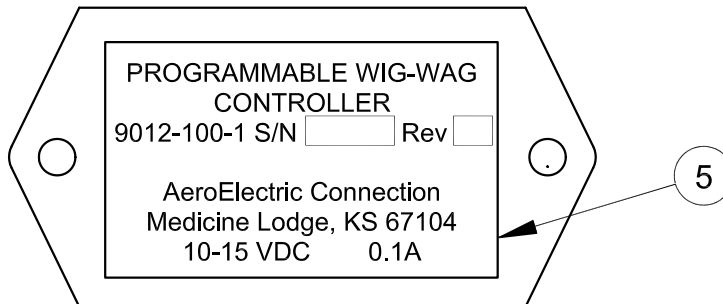 PROGRAMMABLE WIG-WAG
CONTROLLER
9012-100-1 S/N Rev
AeroElectric Connection
Medicine Lodge, KS 67104
10-15 VDC 0.1A
5